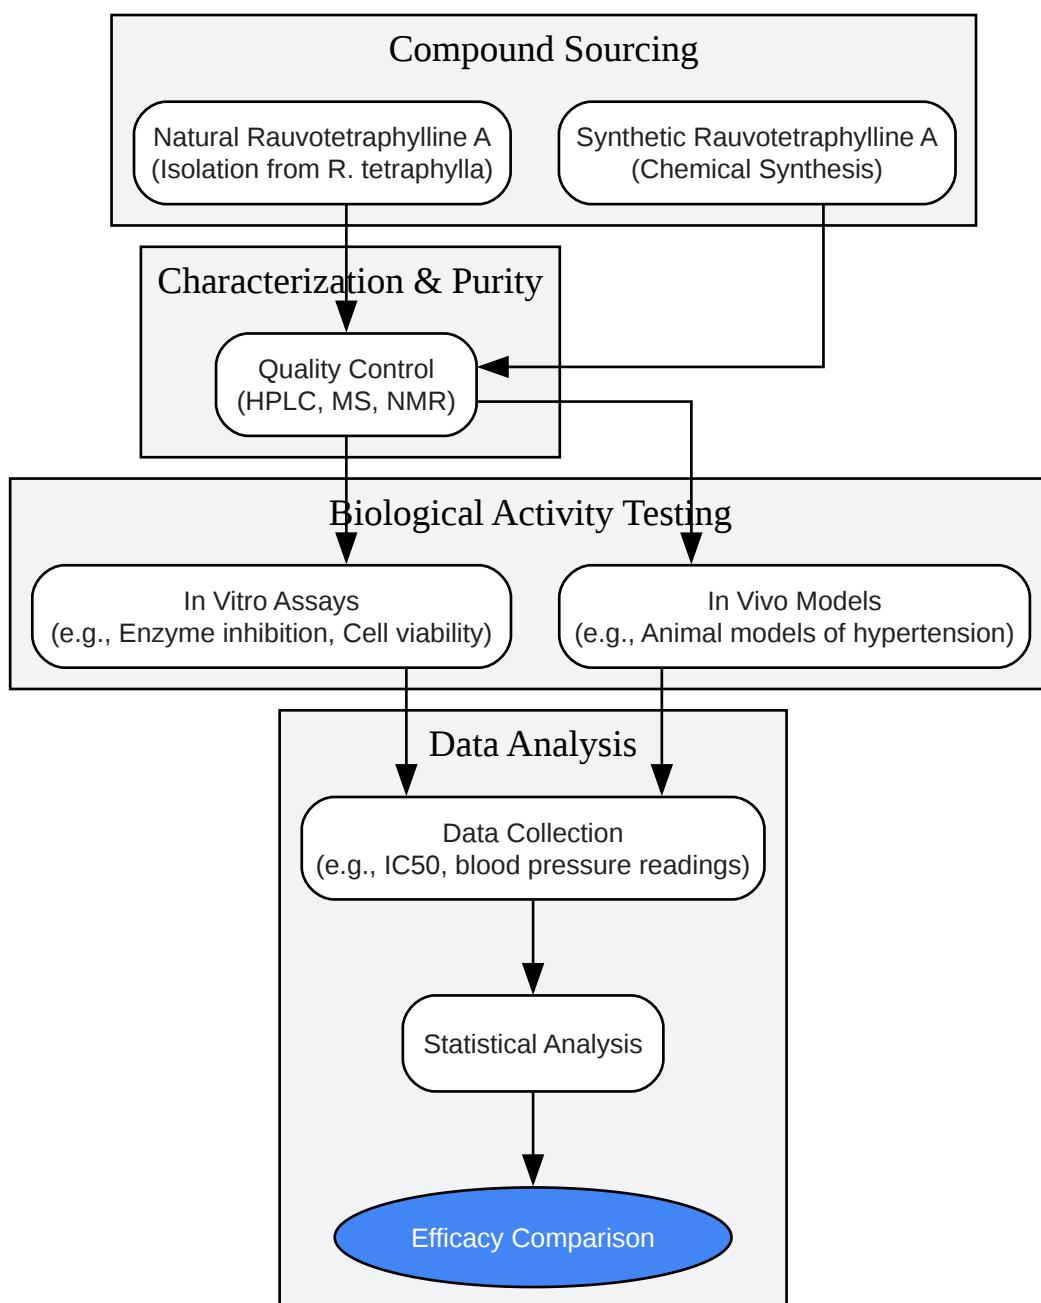 Compound Sourcing
Natural Rauvotetraphylline A
(Isolation from R. tetraphylla)
Synthetic Rauvotetraphylline A
(Chemical Synthesis)
Characterization & Purity
Quality Control
(HPLC, MS, NMR)
Biological Activity Testing
In Vitro Assays
(e.g., Enzyme inhibition, Cell viability)
In Vivo Models
(e.g., Animal models of hypertension)
Data Analysis
Data Collection
(e.g., IC50, blood pressure readings)
Statistical Analysis
Efficacy Comparison